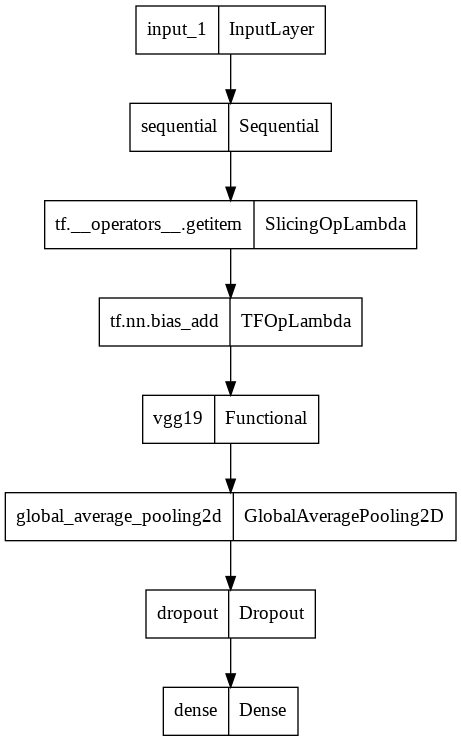 input_1 InputLayer
sequential Sequential
tf.__operators__.getitem SlicingOpLambda
tf.nn.bias_add TFOpLambda
vgg19 Functional
global_average_pooling2d GlobalAveragePooling2D
dropout Dropout
dense Dense